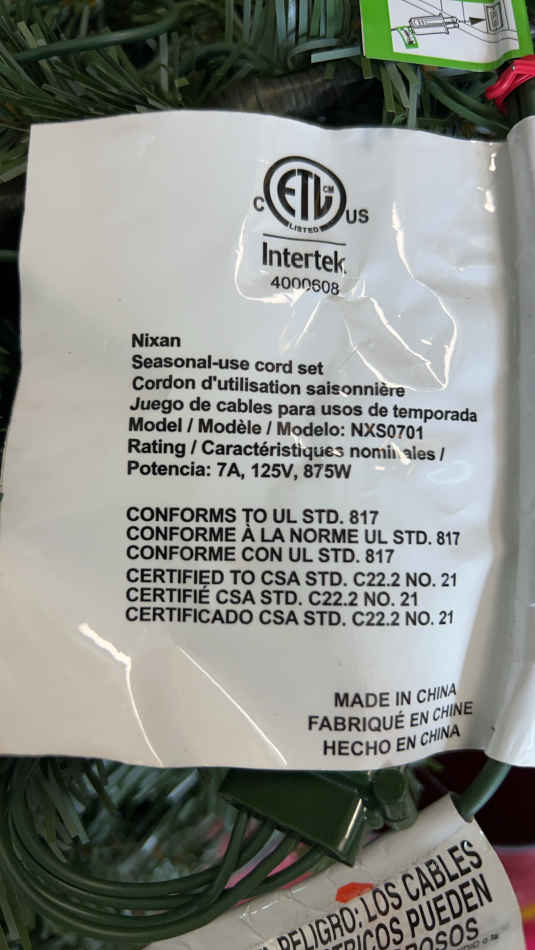 ETL CM
C US
LISTED
Intertek
4000608
Nixan
Seasonal-use cord set
Cordon d'utilisation saisonnière
Juego de cables para usos de temporada
Model / Modèle / Modelo: NXS0701
Rating / Caractéristiques nominales /
Potencia: 7A, 125V, 875W
CONFORMS TO UL STD. 817
CONFORME À LA NORME UL STD. 817
CONFORME CON UL STD. 817
CERTIFIED TO CSA STD. C22.2 NO. 21
CERTIFIÉ CSA STD. C22.2 NO. 21
CERTIFICADO CSA STD. C22.2 NO. 21
MADE IN CHINA
FABRIQUÉ EN CHINE
HECHO EN CHINA
PELIGRO: LOS CABLES
PUEDEN